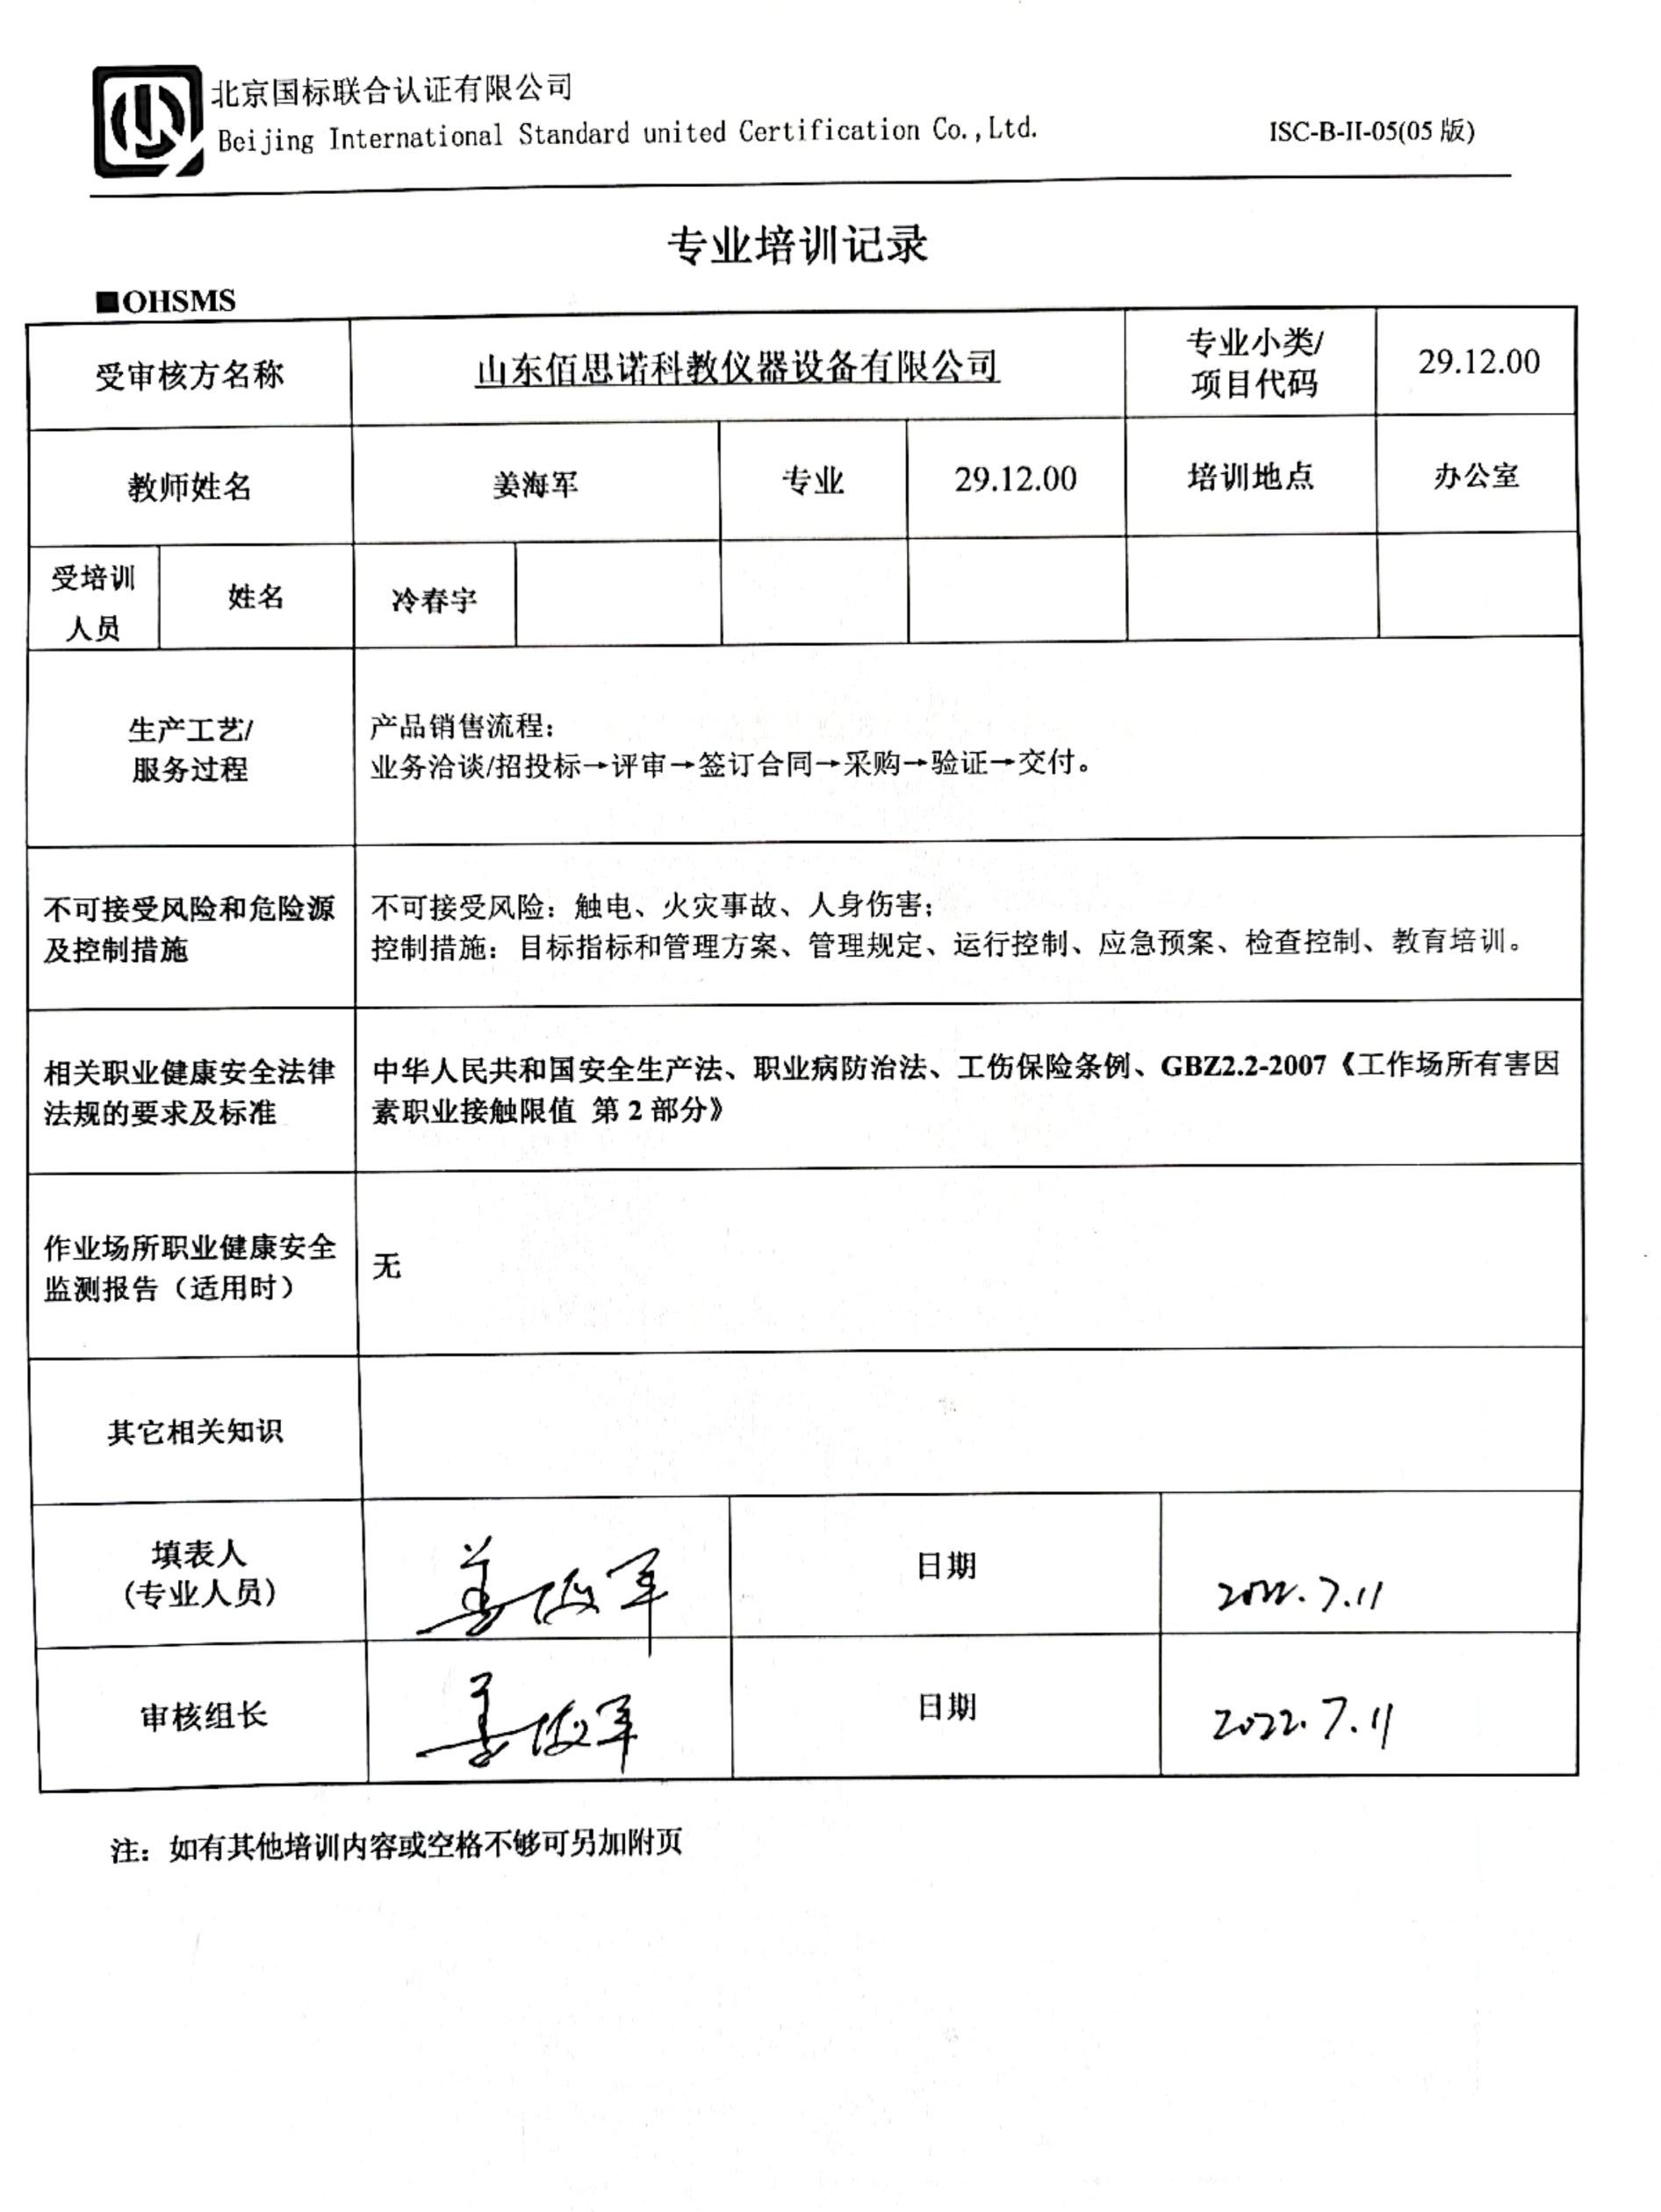 北京国标联合认证有限公司
Beijing International Standard united Certification Co.,Ltd.
ISC-B-II-05(05 版)
专业培训记录
■OHSMS
受审核方名称
山东佰思诺科教仪器设备有限公司
专业小类/
项目代码
29.12.00
教师姓名
姜海军
专业
29.12.00
培训地点
办公室
受培训
人员
姓名
冷春宇
生产工艺/
服务过程
产品销售流程：
业务洽谈/招投标→评审→签订合同→采购→验证→交付。
不可接受风险和危险源
及控制措施
不可接受风险：触电、火灾事故、人身伤害；
控制措施：目标指标和管理方案、管理规定、运行控制、应急预案、检查控制、教育培训。
相关职业健康安全法律
法规的要求及标准
中华人民共和国安全生产法、职业病防治法、工伤保险条例、GBZ2.2-2007《工作场所有害因
素职业接触限值 第 2 部分》
作业场所职业健康安全
监测报告（适用时）
无
其它相关知识
填表人
(专业人员)
姜海军
日期
2022.7.11
审核组长
姜海军
日期
2022.7.11
注：如有其他培训内容或空格不够可另加附页